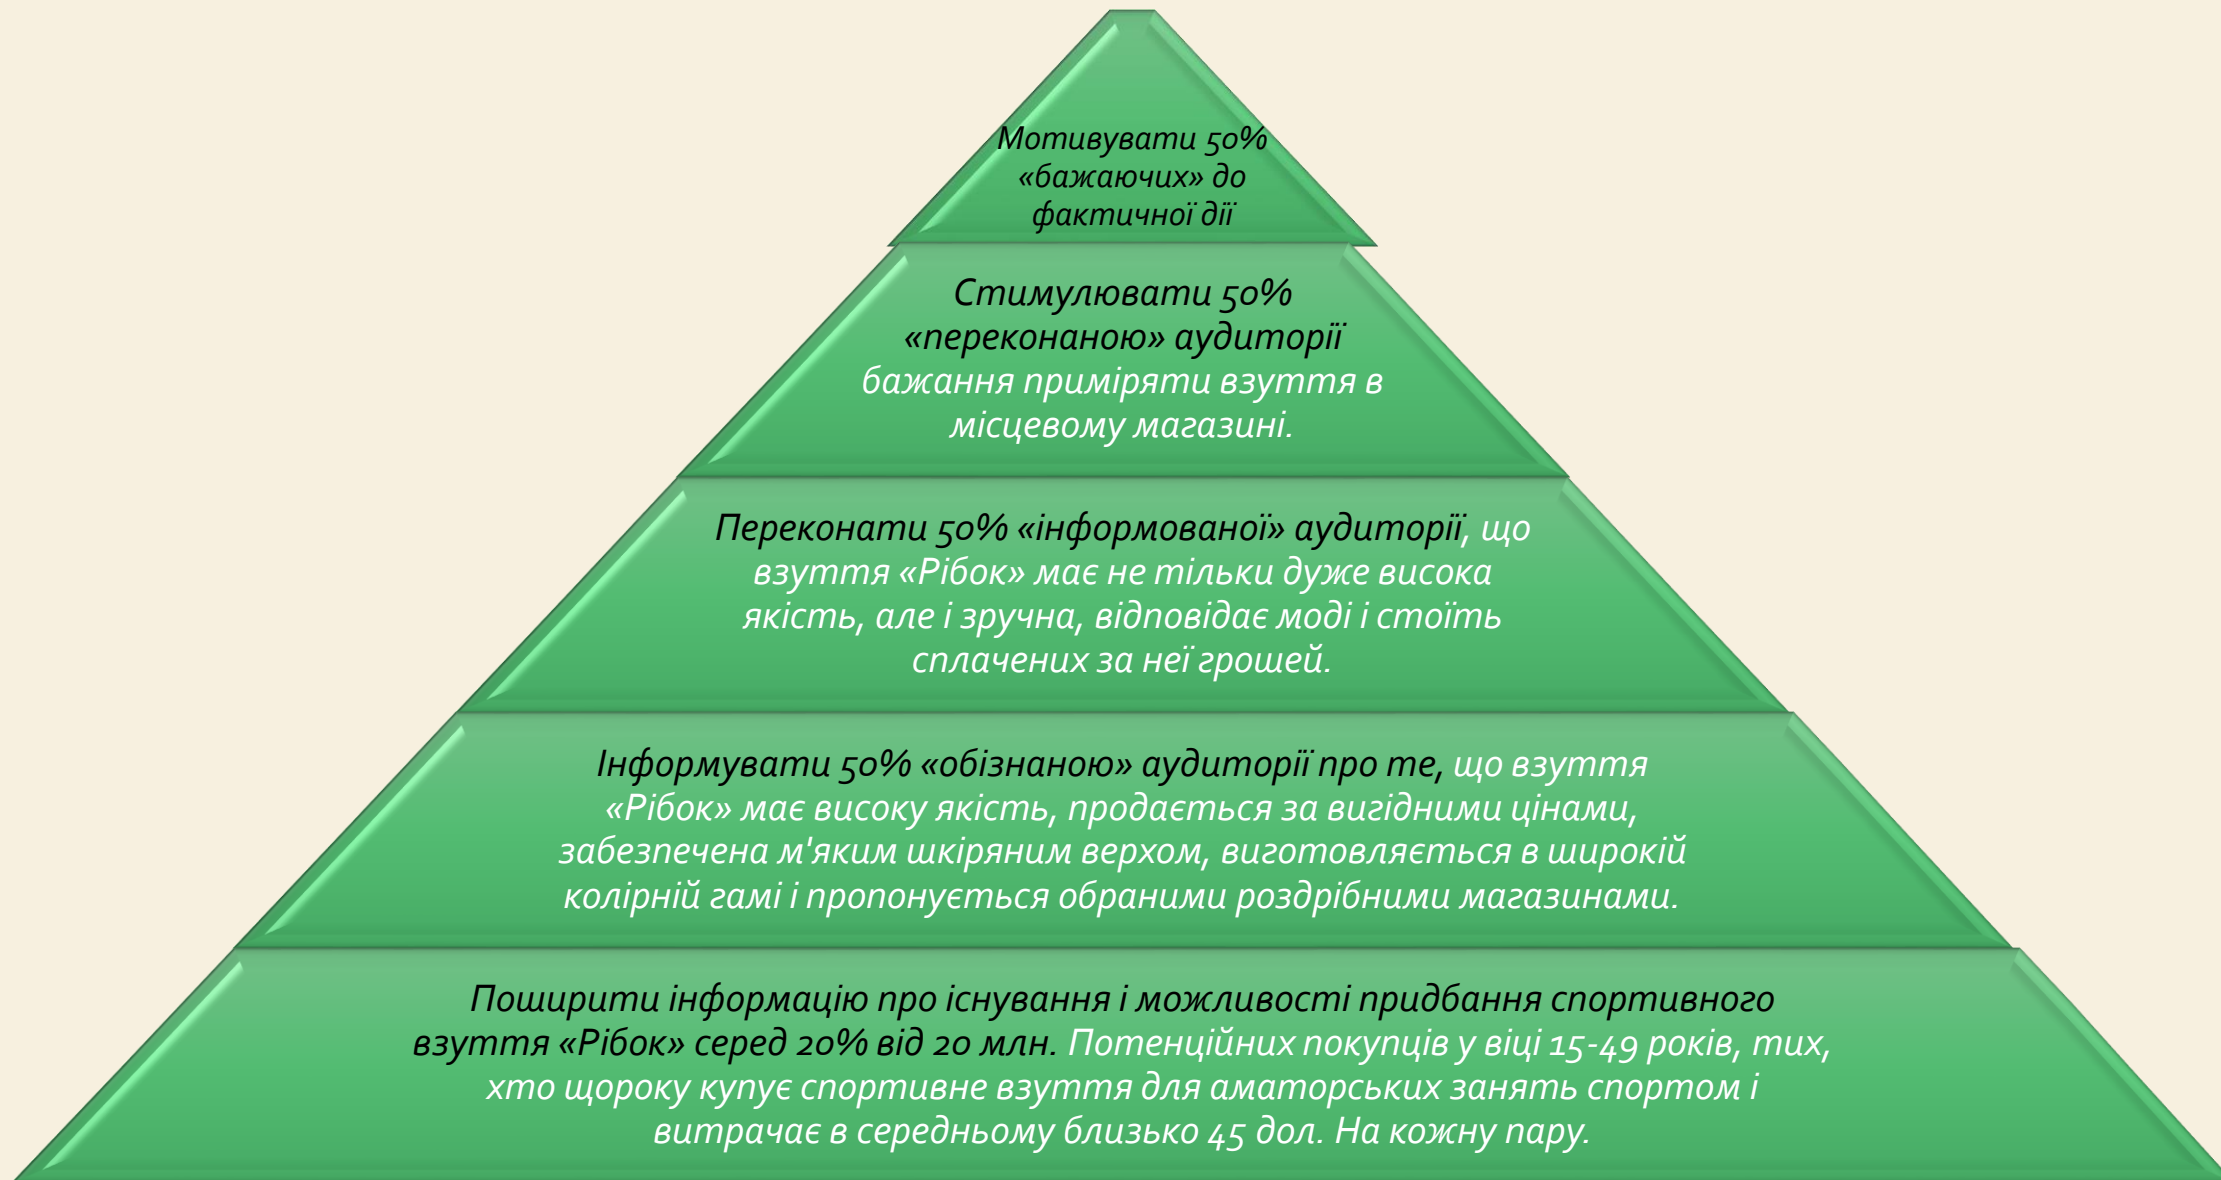 Мотивувати 50%
«бажаючих» до
фактичної дії
Стимулювати 50%
«переконаною» аудиторії
бажання приміряти взуття в
місцевому магазині.
Переконати 50% «інформованої» аудиторії, що
взуття «Рібок» має не тільки дуже висока
якість, але і зручна, відповідає моді і стоїть
сплачених за неї грошей.
Інформувати 50% «обізнаною» аудиторії про те, що взуття
«Рібок» має високу якість, продається за вигідними цінами,
забезпечена м'яким шкіряним верхом, виготовляється в широкій
колірній гамі і пропонується обраними роздрібними магазинами.
Поширити інформацію про існування і можливості придбання спортивного
взуття «Рібок» серед 20% від 20 млн. Потенційних покупців у віці 15-49 років, тих,
хто щороку купує спортивне взуття для аматорських занять спортом і
витрачає в середньому близько 45 дол. На кожну пару.